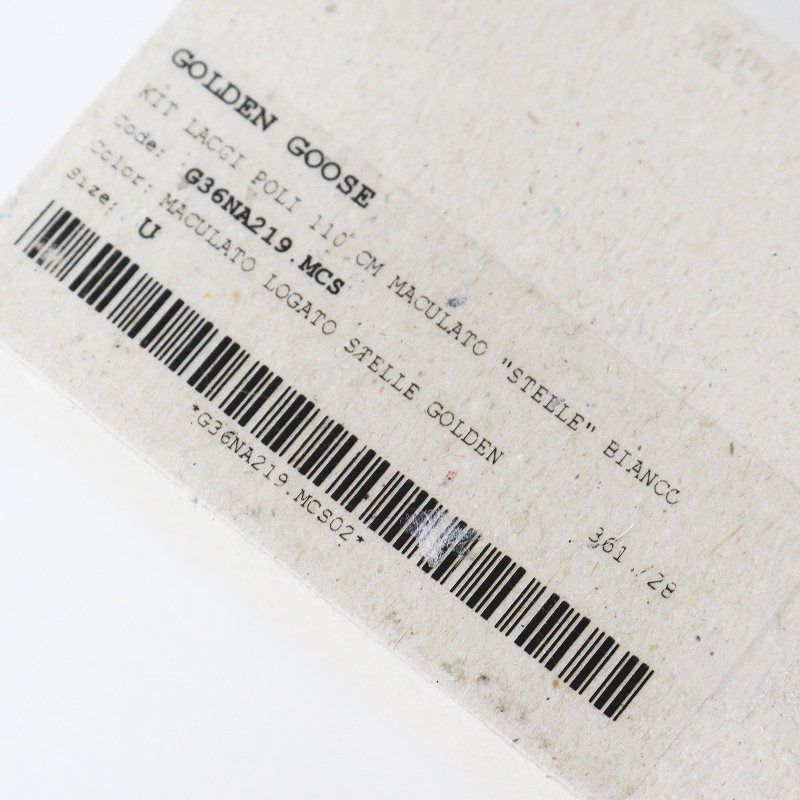 GOLDEN GOOSE
KIT LACCI POLI 110 CM MACULATO "STELLE" BIANCO
Code: G36NA219.MCS
Color: MACULATO LOGATO STELLE GOLDEN
Size: U
361./28
*G36NA219.MCS02*